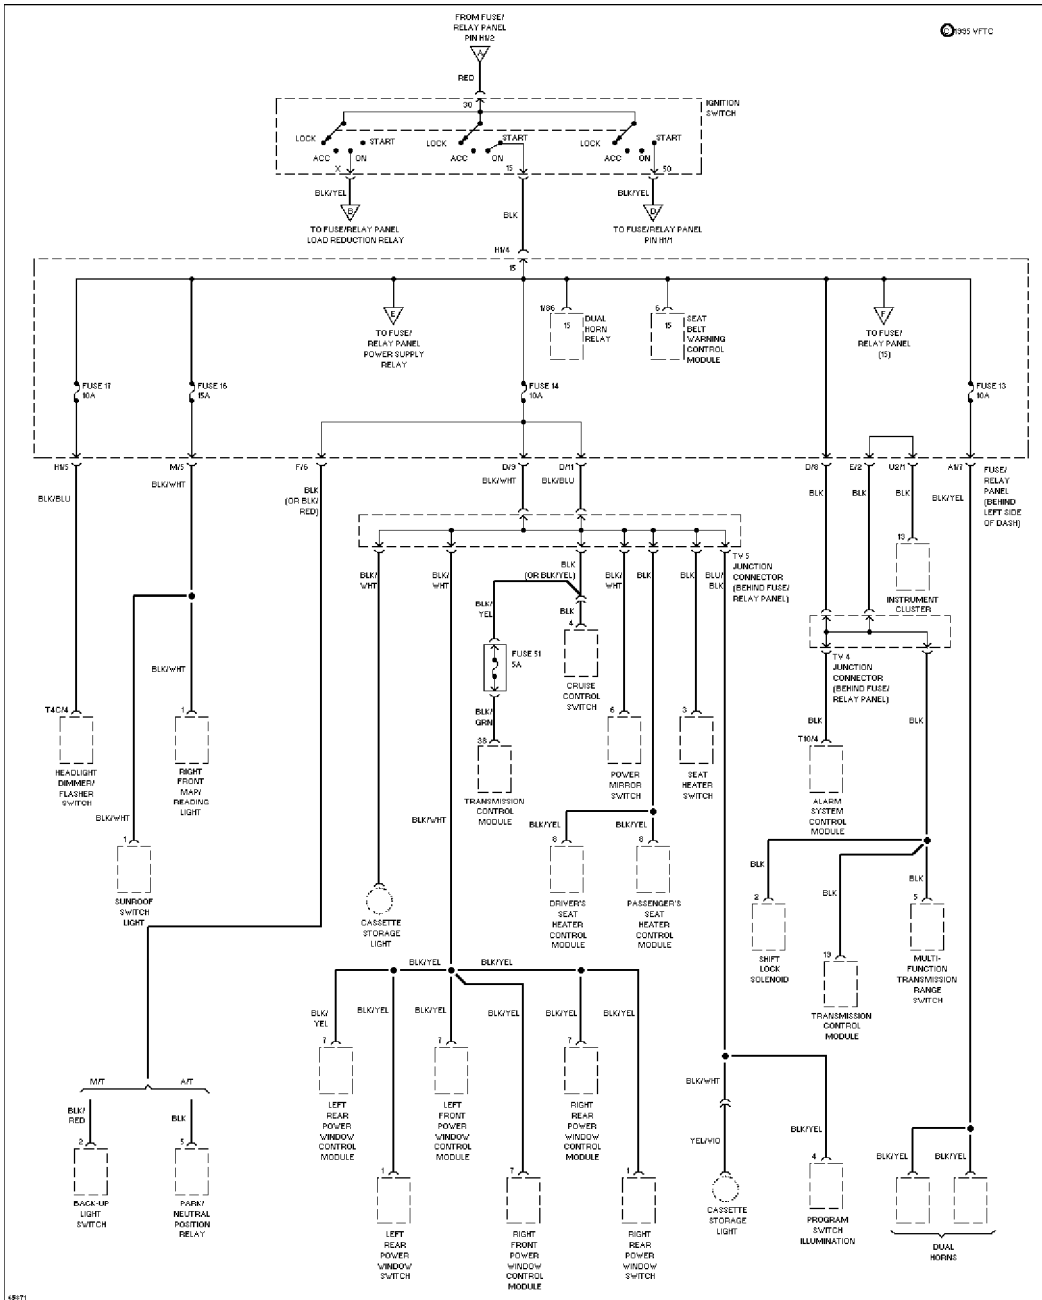 FROM FUSE/
RELAY PANEL
PIN H1/2
© 1995 VFTC
A
RED
30
IGNITION
SWITCH
LOCK
START
ACC
ON
LOCK
START
ACC
ON
LOCK
START
ACC
ON
X
15
50
BLK/YEL
BLK
BLK/YEL
B
D
TO FUSE/RELAY PANEL
LOAD REDUCTION RELAY
TO FUSE/RELAY PANEL
PIN H1/1
H1/4
15
E
TO FUSE/
RELAY PANEL
POWER SUPPLY
RELAY
1/86
15
DUAL
HORN
RELAY
6
15
SEAT
BELT
WARNING
CONTROL
MODULE
F
TO FUSE/
RELAY PANEL
(15)
FUSE 17
10A
FUSE 16
15A
FUSE 14
10A
FUSE 13
10A
H1/5
M/5
F/6
D/9
D/11
D/8
E/2
U2/1
A1/7
FUSE/
RELAY
PANEL
(BEHIND
LEFT SIDE
OF DASH)
BLK/BLU
BLK/WHT
BLK
(OR BLK/
RED)
BLK/WHT
BLK/BLU
BLK
BLK
BLK
BLK/YEL
TV 5
JUNCTION
CONNECTOR
(BEHIND FUSE/
RELAY PANEL)
BLK/
WHT
BLK/
WHT
BLK
(OR BLK/YEL)
BLK/
WHT
BLK
BLK/
BLU
BLU/
BLK
13
INSTRUMENT
CLUSTER
BLK/
YEL
BLK
4
CRUISE
CONTROL
SWITCH
FUSE 51
5A
BLK/
GRN
38
TRANSMISSION
CONTROL
MODULE
TV 4
JUNCTION
CONNECTOR
(BEHIND FUSE/
RELAY PANEL)
BLK/WHT
T4C/4
HEADLIGHT
DIMMER/
FLASHER
SWITCH
1
RIGHT
FRONT
MAP/
READING
LIGHT
6
POWER
MIRROR
SWITCH
3
SEAT
HEATER
SWITCH
BLK
T10/4
ALARM
SYSTEM
CONTROL
MODULE
BLK
BLK/WHT
1
SUNROOF
SWITCH
LIGHT
BLK/WHT
CASSETTE
STORAGE
LIGHT
BLK/YEL
BLK/YEL
8
DRIVER'S
SEAT
HEATER
CONTROL
MODULE
8
PASSENGER'S
SEAT
HEATER
CONTROL
MODULE
BLK
2
SHIFT
LOCK
SOLENOID
BLK
19
TRANSMISSION
CONTROL
MODULE
BLK
5
MULTI-
FUNCTION
TRANSMISSION
RANGE
SWITCH
BLK/YEL
BLK/YEL
BLK/
YEL
BLK/YEL
BLK/YEL
BLK/YEL
BLK/YEL
BLK/YEL
7
LEFT
REAR
POWER
WINDOW
CONTROL
MODULE
7
LEFT
FRONT
POWER
WINDOW
CONTROL
MODULE
7
RIGHT
REAR
POWER
WINDOW
CONTROL
MODULE
M/T
A/T
BLK/
RED
BLK
2
BACK-UP
LIGHT
SWITCH
5
PARK/
NEUTRAL
POSITION
RELAY
1
LEFT
REAR
POWER
WINDOW
SWITCH
7
RIGHT
FRONT
POWER
WINDOW
CONTROL
MODULE
1
RIGHT
REAR
POWER
WINDOW
SWITCH
BLK/WHT
YEL/VIO
CASSETTE
STORAGE
LIGHT
BLK/YEL
4
PROGRAM
SWITCH
ILLUMINATION
BLK/YEL
BLK/YEL
DUAL
HORNS